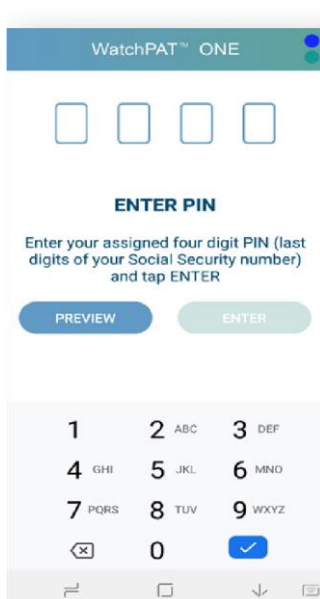 WatchPAT™ ONE
ENTER PIN
Enter your assigned four digit PIN (last
digits of your Social Security number)
and tap ENTER
PREVIEW ENTER
1 2 ABC 3 DEF
4 GHI 5 JKL 6 MNO
7 PQRS 8 TUV 9 WXYZ
0